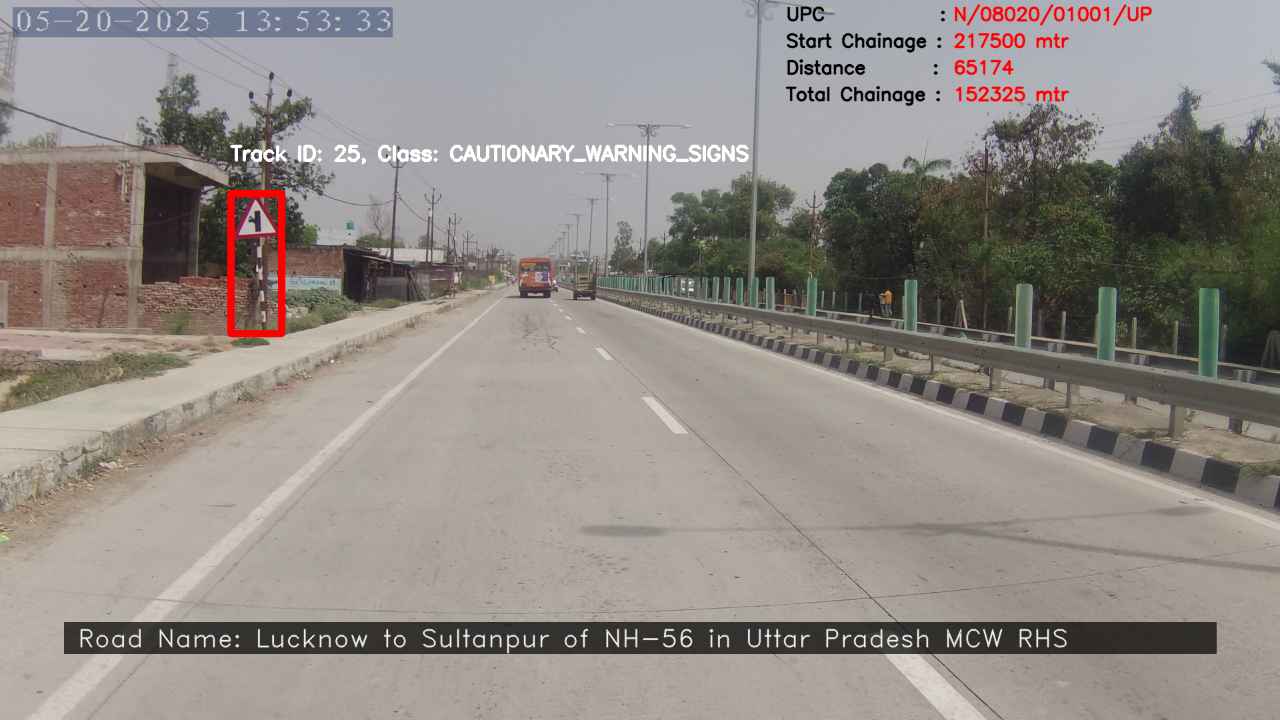 05-20-2025 13:53:33
UPC : N/08020/01001/UP
Start Chainage : 217500 mtr
Distance : 65174
Total Chainage : 152325 mtr
Track ID: 25, Class: CAUTIONARY_WARNING_SIGNS
Road Name: Lucknow to Sultanpur of NH-56 in Uttar Pradesh MCW RHS